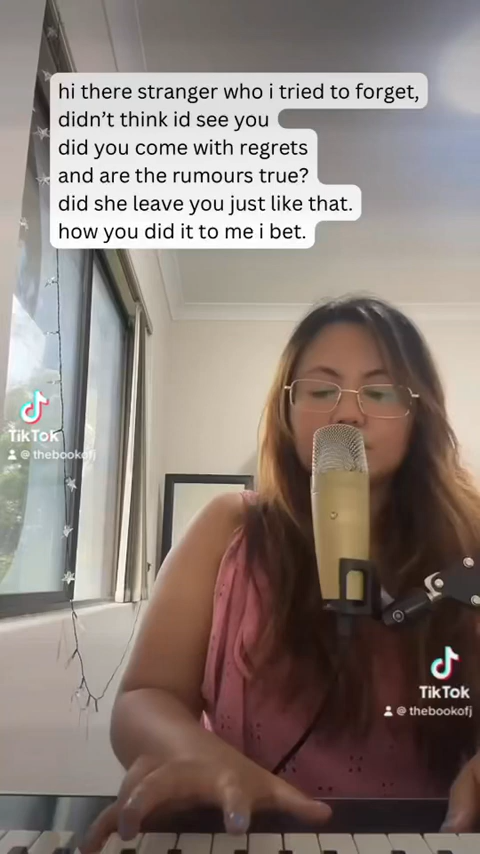 hi there stranger who i tried to forget,
didn’t think id see you
did you come with regrets
and are the rumours true?
did she leave you just like that.
how you did it to me i bet.
TikTok
@ thebookofj
TikTok
@ thebookofj